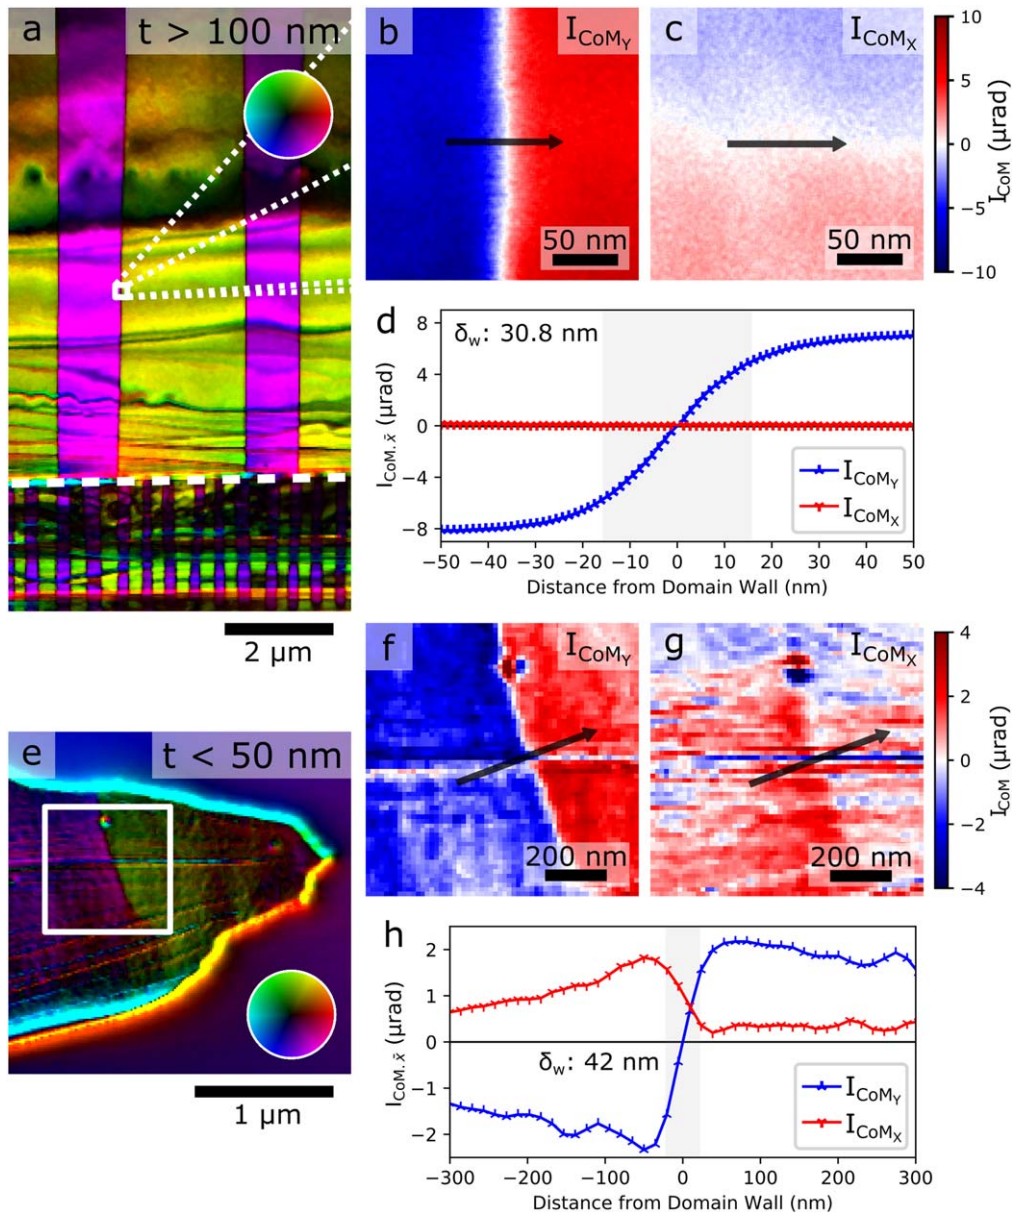 a t > 100 nm
2 μm
b I_CoM_Y
50 nm
c I_CoM_X
50 nm
10
5
0
−5
−10
I_CoM (μrad)
d δ_w: 30.8 nm
8
4
0
−4
−8
I_CoM, x̄ (μrad)
I_CoM_Y
I_CoM_X
−50 −40 −30 −20 −10 0 10 20 30 40 50
Distance from Domain Wall (nm)
e t < 50 nm
1 μm
f I_CoM_Y
200 nm
g I_CoM_X
200 nm
4
2
0
−2
−4
I_CoM (μrad)
h
2
1
0
−1
−2
I_CoM, x̄ (μrad)
δ_w: 42 nm
I_CoM_Y
I_CoM_X
−300 −200 −100 0 100 200 300
Distance from Domain Wall (nm)